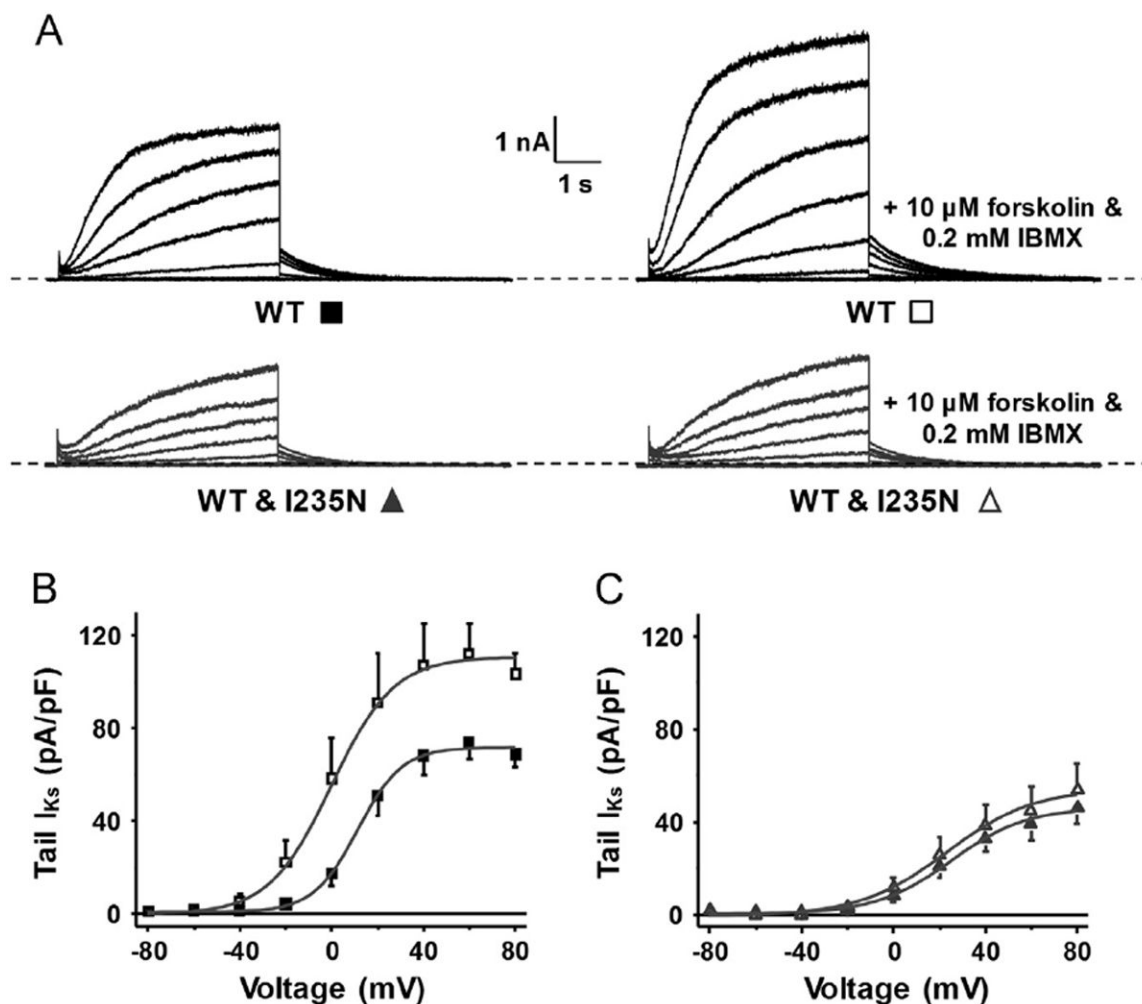 A
1 nA
1 s
+ 10 µM forskolin &
0.2 mM IBMX
WT ■
WT □
+ 10 µM forskolin &
0.2 mM IBMX
WT & I235N ▲
WT & I235N △
B
120
80
40
0
Tail IKs (pA/pF)
-80 -40 0 40 80
Voltage (mV)
C
120
80
40
0
Tail IKs (pA/pF)
-80 -40 0 40 80
Voltage (mV)